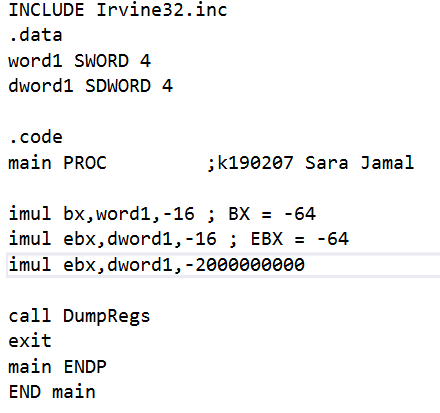 INCLUDE Irvine32.inc
.data
word1 SWORD 4
dword1 SDWORD 4
.code
main PROC ;k190207 Sara Jamal
imul bx,word1,-16 ; BX = -64
imul ebx,dword1,-16 ; EBX = -64
imul ebx,dword1,-2000000000
call DumpRegs
exit
main ENDP
END main